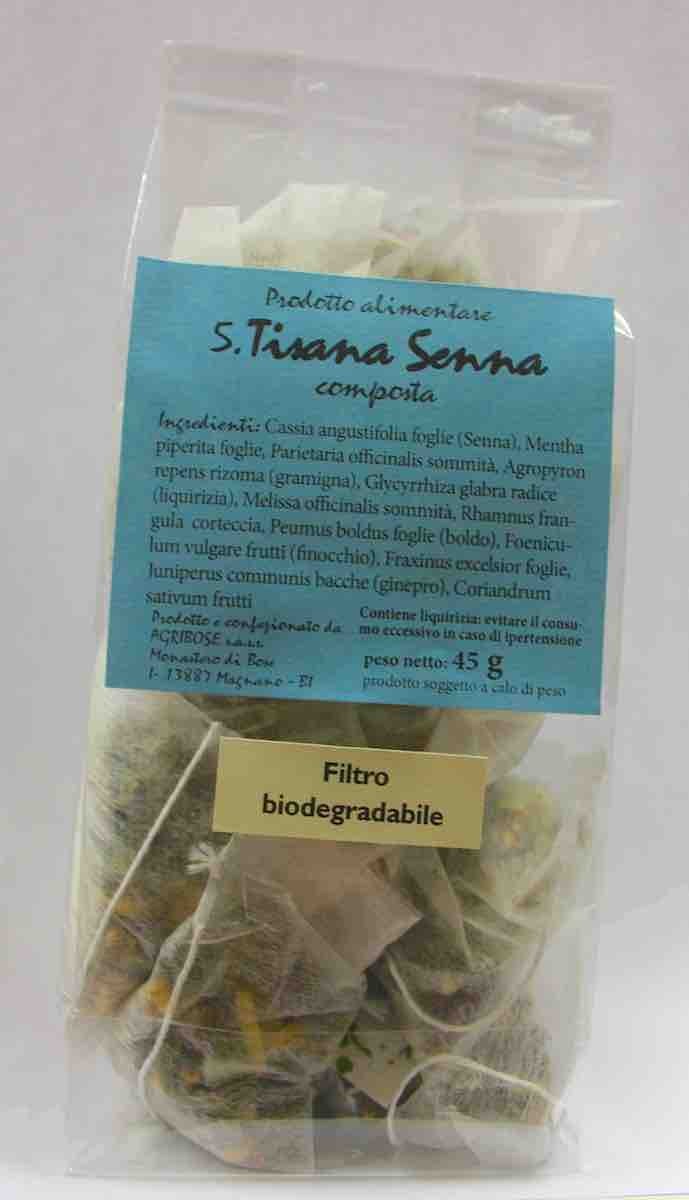 Prodotto alimentare
5. Tisana Senna
composta
Ingredienti: Cassia angustifolia foglie (Senna), Mentha
piperita foglie, Parietaria officinalis sommità, Agropyron
repens rizoma (gramigna), Glycyrrhiza glabra radice
(liquirizia), Melissa officinalis sommità, Rhamnus fran-
gula corteccia, Peumus boldus foglie (boldo), Foenicu-
lum vulgare frutti (finocchio), Fraxinus excelsior foglie,
Juniperus communis bacche (ginepro), Coriandrum
sativum frutti
Prodotto e confezionato da
AGRIBOSE s.a.s.
Monastero di Bose
I- 13887 Magnano - BI
Contiene liquirizia: evitare il consu-
mo eccessivo in caso di ipertensione
peso netto: 45 g
prodotto soggetto a calo di peso
Filtro
biodegradabile